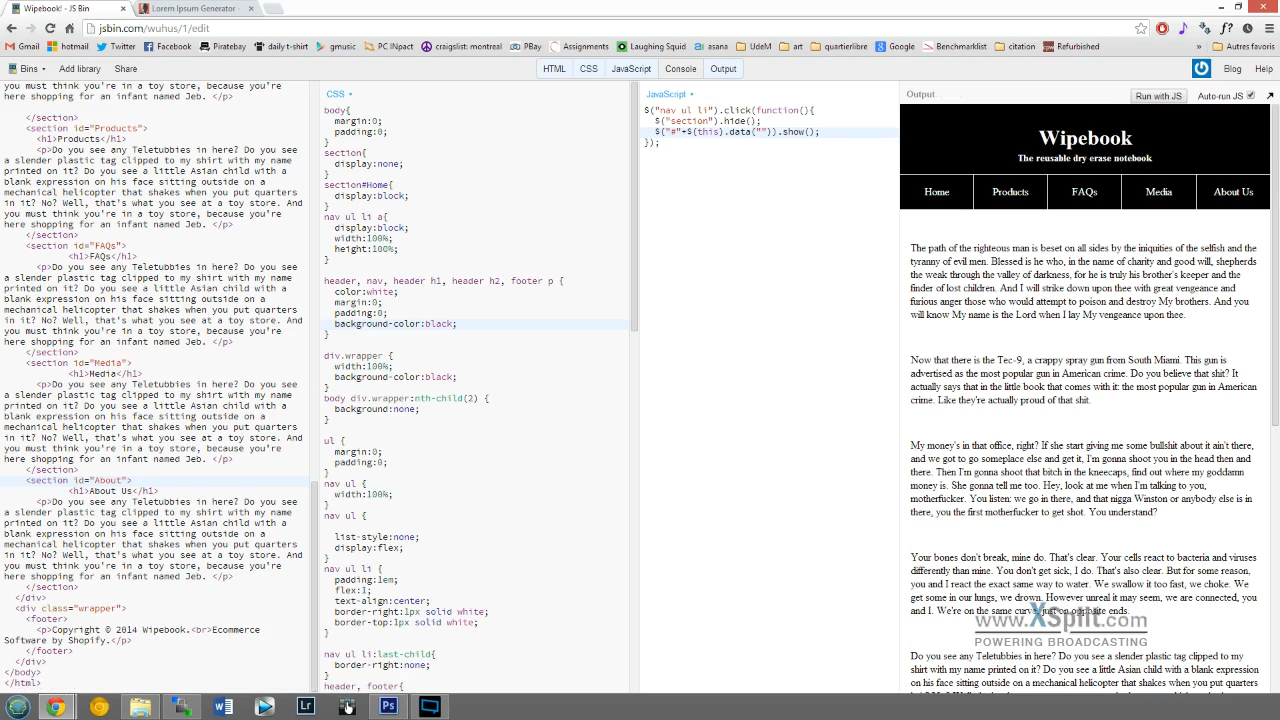 Wipebook! - JS Bin
Lorem Ipsum Generator -
jsbin.com/wuhus/1/edit
Gmail hotmail Twitter Facebook Piratebay daily t-shirt gmusic PC INpact craigslist: montreal PBay Assignments Laughing Squid asana UdeM art quartierlibre Google Benchmarklist citation Refurbished » Autres favoris
Bins Add library Share HTML CSS JavaScript Console Output Blog Help
you must think you're in a toy store, because you're
here shopping for an infant named Jeb. </p>
</section>
<section id="Products">
<h1>Products</h1>
<p>Do you see any Teletubbies in here? Do you see
a slender plastic tag clipped to my shirt with my name
printed on it? Do you see a little Asian child with a
blank expression on his face sitting outside on a
mechanical helicopter that shakes when you put quarters
in it? No? Well, that's what you see at a toy store. And
you must think you're in a toy store, because you're
here shopping for an infant named Jeb. </p>
</section>
<section id="FAQs">
<h1>FAQs</h1>
<p>Do you see any Teletubbies in here? Do you see
a slender plastic tag clipped to my shirt with my name
printed on it? Do you see a little Asian child with a
blank expression on his face sitting outside on a
mechanical helicopter that shakes when you put quarters
in it? No? Well, that's what you see at a toy store. And
you must think you're in a toy store, because you're
here shopping for an infant named Jeb. </p>
</section>
<section id="Media">
<h1>Media</h1>
<p>Do you see any Teletubbies in here? Do you see
a slender plastic tag clipped to my shirt with my name
printed on it? Do you see a little Asian child with a
blank expression on his face sitting outside on a
mechanical helicopter that shakes when you put quarters
in it? No? Well, that's what you see at a toy store. And
you must think you're in a toy store, because you're
here shopping for an infant named Jeb. </p>
</section>
<section id="About">
<h1>About Us</h1>
<p>Do you see any Teletubbies in here? Do you see
a slender plastic tag clipped to my shirt with my name
printed on it? Do you see a little Asian child with a
blank expression on his face sitting outside on a
mechanical helicopter that shakes when you put quarters
in it? No? Well, that's what you see at a toy store. And
you must think you're in a toy store, because you're
here shopping for an infant named Jeb. </p>
</section>
</div>
<div class="wrapper">
<footer>
<p>Copyright © 2014 Wipebook.<br>Ecommerce
Software by Shopify.</p>
</footer>
</div>
</body>
</html>
CSS
body{
margin:0;
padding:0;
}
section{
display:none;
}
section#Home{
display:block;
}
nav ul li a{
display:block;
width:100%;
height:100%;
}
header, nav, header h1, header h2, footer p {
color:white;
margin:0;
padding:0;
background-color:black;
}
div.wrapper {
width:100%;
background-color:black;
}
body div.wrapper:nth-child(2) {
background:none;
}
ul {
margin:0;
padding:0;
}
nav ul {
width:100%;
}
nav ul {
list-style:none;
display:flex;
}
nav ul li {
padding:1em;
flex:1;
text-align:center;
border-right:1px solid white;
border-top:1px solid white;
}
nav ul li:last-child{
border-right:none;
}
header, footer{
JavaScript
$("nav ul li").click(function(){
$("section").hide();
$("#"+$(this).data("")).show();
});
Output Run with JS Auto-run JS
Wipebook
The reusable dry erase notebook
Home Products FAQs Media About Us
The path of the righteous man is beset on all sides by the iniquities of the selfish and the
tyranny of evil men. Blessed is he who, in the name of charity and good will, shepherds
the weak through the valley of darkness, for he is truly his brother's keeper and the
finder of lost children. And I will strike down upon thee with great vengeance and
furious anger those who would attempt to poison and destroy My brothers. And you
will know My name is the Lord when I lay My vengeance upon thee.
Now that there is the Tec-9, a crappy spray gun from South Miami. This gun is
advertised as the most popular gun in American crime. Do you believe that shit? It
actually says that in the little book that comes with it: the most popular gun in American
crime. Like they're actually proud of that shit.
My money's in that office, right? If she start giving me some bullshit about it ain't there,
and we got to go someplace else and get it, I'm gonna shoot you in the head then and
there. Then I'm gonna shoot that bitch in the kneecaps, find out where my goddamn
money is. She gonna tell me too. Hey, look at me when I'm talking to you,
motherfucker. You listen: we go in there, and that nigga Winston or anybody else is in
there, you the first motherfucker to get shot. You understand?
Your bones don't break, mine do. That's clear. Your cells react to bacteria and viruses
differently than mine. You don't get sick, I do. That's also clear. But for some reason,
you and I react the exact same way to water. We swallow it too fast, we choke. We
get some in our lungs, we drown. However unreal it may seem, we are connected, you
and I. We're on the same curve, just on opposite ends.
www.XSplit.com
POWERING BROADCASTING
Do you see any Teletubbies in here? Do you see a slender plastic tag clipped to my
shirt with my name printed on it? Do you see a little Asian child with a blank expression
on his face sitting outside on a mechanical helicopter that shakes when you put quarters